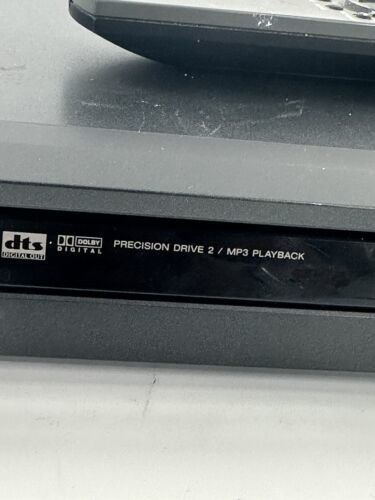 dts
DIGITAL OUT
DOLBY
DIGITAL
PRECISION DRIVE 2 / MP3 PLAYBACK